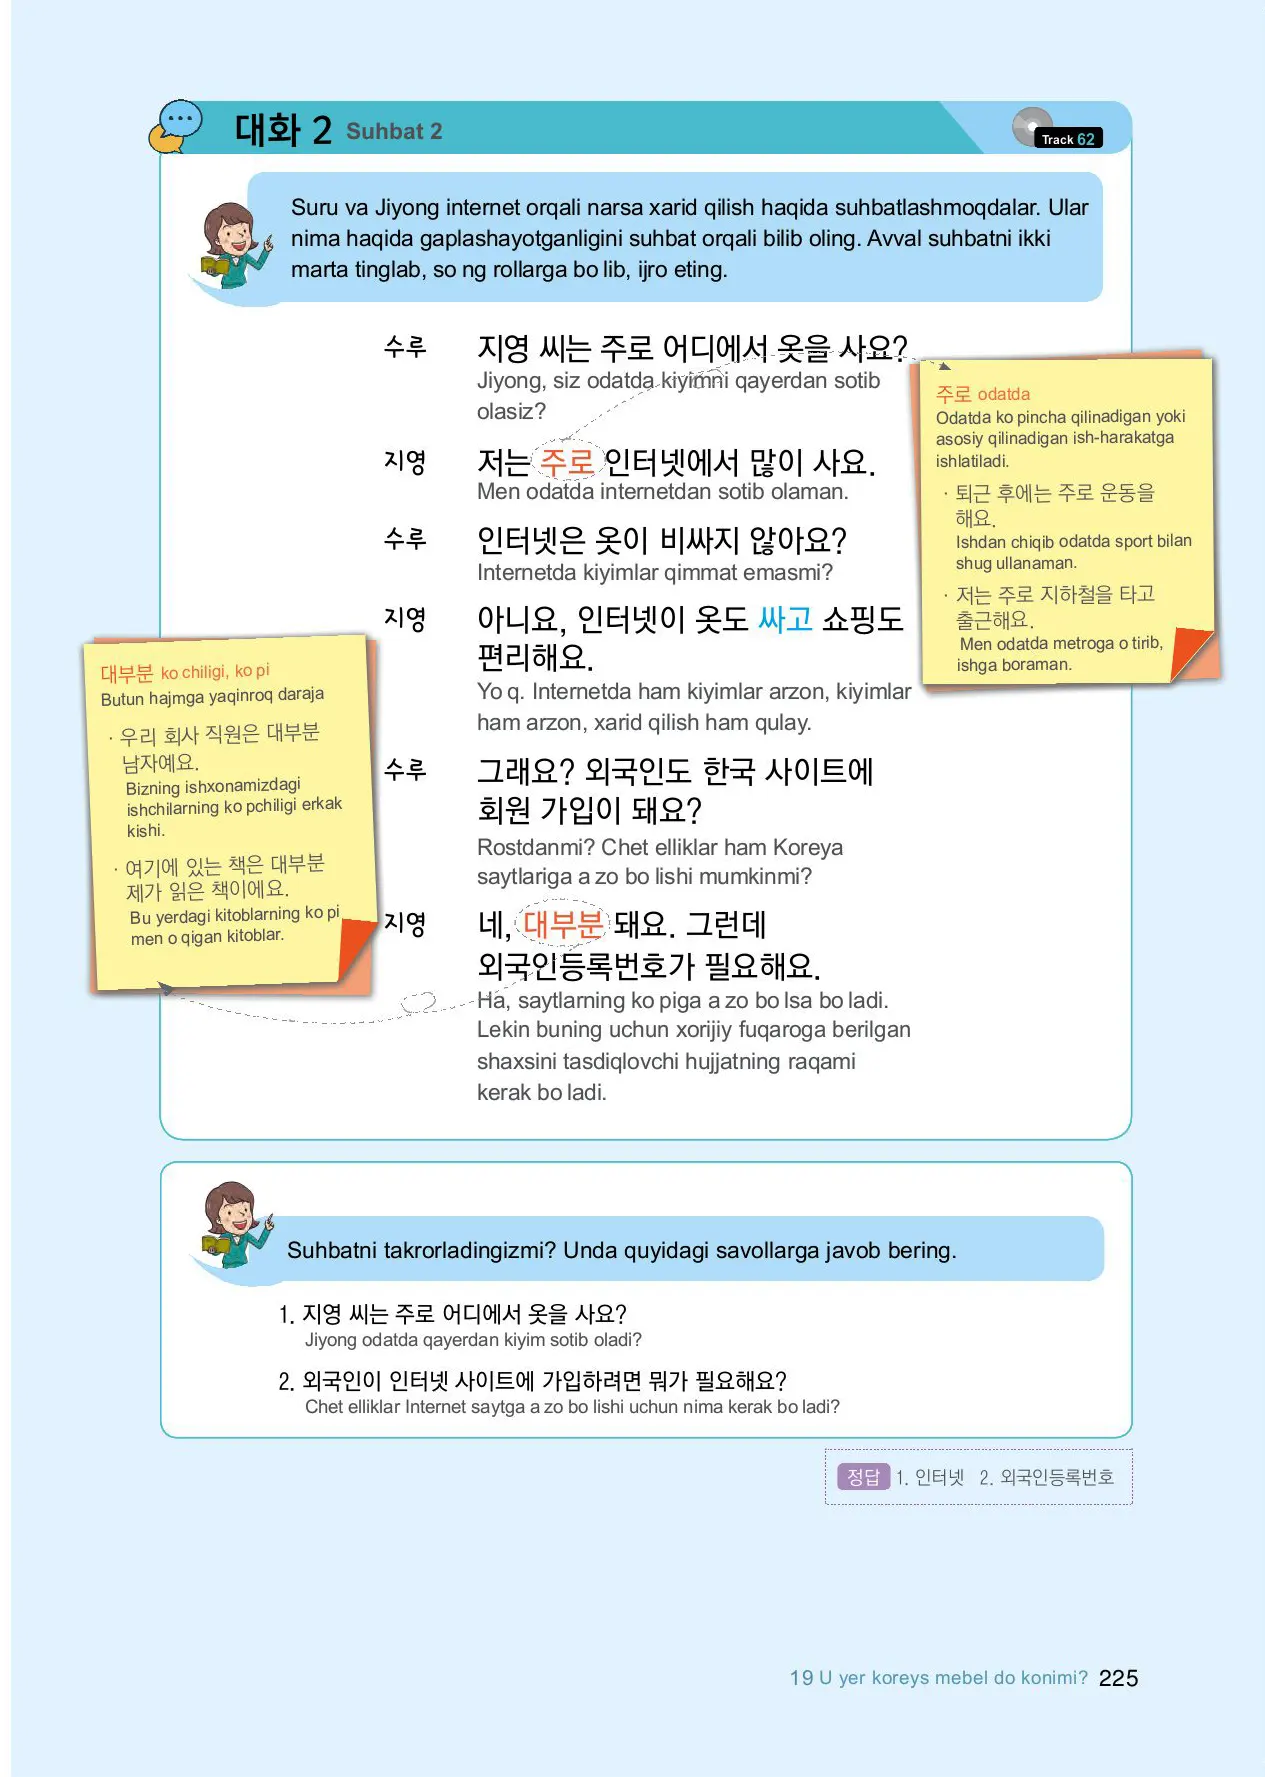 대화 2 Suhbat 2
Track 62
Suru va Jiyong internet orqali narsa xarid qilish haqida suhbatlashmoqdalar. Ular
nima haqida gaplashayotganligini suhbat orqali bilib oling. Avval suhbatni ikki
marta tinglab, so ng rollarga bo lib, ijro eting.
수루 지영 씨는 주로 어디에서 옷을 사요?
Jiyong, siz odatda kiyimni qayerdan sotib
olasiz?
지영 저는 주로 인터넷에서 많이 사요.
Men odatda internetdan sotib olaman.
수루 인터넷은 옷이 비싸지 않아요?
Internetda kiyimlar qimmat emasmi?
지영 아니요, 인터넷이 옷도 싸고 쇼핑도
편리해요.
Yo q. Internetda ham kiyimlar arzon, kiyimlar
ham arzon, xarid qilish ham qulay.
수루 그래요? 외국인도 한국 사이트에
회원 가입이 돼요?
Rostdanmi? Chet elliklar ham Koreya
saytlariga a zo bo lishi mumkinmi?
지영 네, 대부분 돼요. 그런데
외국인등록번호가 필요해요.
Ha, saytlarning ko piga a zo bo lsa bo ladi.
Lekin buning uchun xorijiy fuqaroga berilgan
shaxsini tasdiqlovchi hujjatning raqami
kerak bo ladi.
주로 odatda
Odatda ko pincha qilinadigan yoki
asosiy qilinadigan ish-harakatga
ishlatiladi.
· 퇴근 후에는 주로 운동을
해요.
Ishdan chiqib odatda sport bilan
shug ullanaman.
· 저는 주로 지하철을 타고
출근해요.
Men odatda metroga o tirib,
ishga boraman.
대부분 ko chiligi, ko pi
Butun hajmga yaqinroq daraja
· 우리 회사 직원은 대부분
남자예요.
Bizning ishxonamizdagi
ishchilarning ko pchiligi erkak
kishi.
· 여기에 있는 책은 대부분
제가 읽은 책이에요.
Bu yerdagi kitoblarning ko pi
men o qigan kitoblar.
Suhbatni takrorladingizmi? Unda quyidagi savollarga javob bering.
1. 지영 씨는 주로 어디에서 옷을 사요?
Jiyong odatda qayerdan kiyim sotib oladi?
2. 외국인이 인터넷 사이트에 가입하려면 뭐가 필요해요?
Chet elliklar Internet saytga a zo bo lishi uchun nima kerak bo ladi?
정답 1. 인터넷 2. 외국인등록번호
19 U yer koreys mebel do konimi? 225